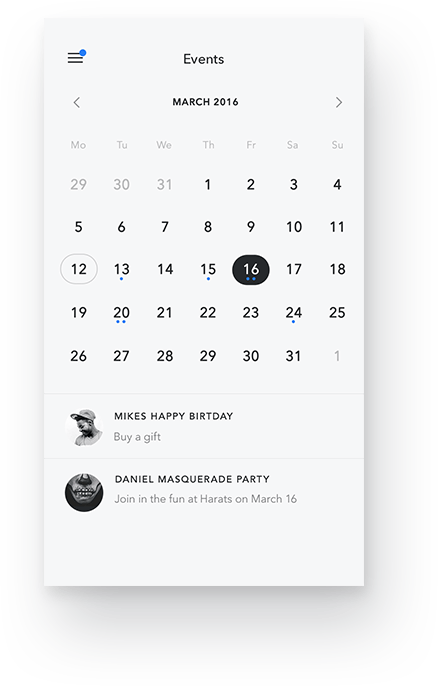 Events
MARCH 2016
Mo Tu We Th Fr Sa Su
29 30 31 1 2 3 4
5 6 7 8 9 10 11
12 13 14 15 16 17 18
19 20 21 22 23 24 25
26 27 28 29 30 31 1
MIKES HAPPY BIRTDAY
Buy a gift
DANIEL MASQUERADE PARTY
Join in the fun at Harats on March 16